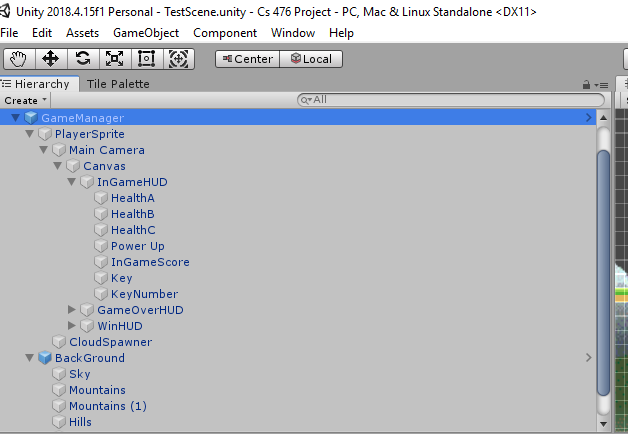 Unity 2018.4.15f1 Personal - TestScene.unity - Cs 476 Project - PC, Mac & Linux Standalone <DX11>
File Edit Assets GameObject Component Window Help
Center Local
Hierarchy Tile Palette
Create All
GameManager
PlayerSprite
Main Camera
Canvas
InGameHUD
HealthA
HealthB
HealthC
Power Up
InGameScore
Key
KeyNumber
GameOverHUD
WinHUD
CloudSpawner
BackGround
Sky
Mountains
Mountains (1)
Hills